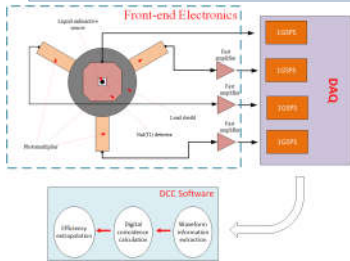 Front-end Electronics
Liquid radioactive
source
Fast
amplifier
Fast
amplifier
Fast
amplifier
Lead shield
NaI(Tl) detector
Photomultiplier
1GSPS
1GSPS
1GSPS
1GSPS
DAQ
DCC Software
Efficiency
extrapolation
Digital
coincidence
calculation
Waveform
information
extraction